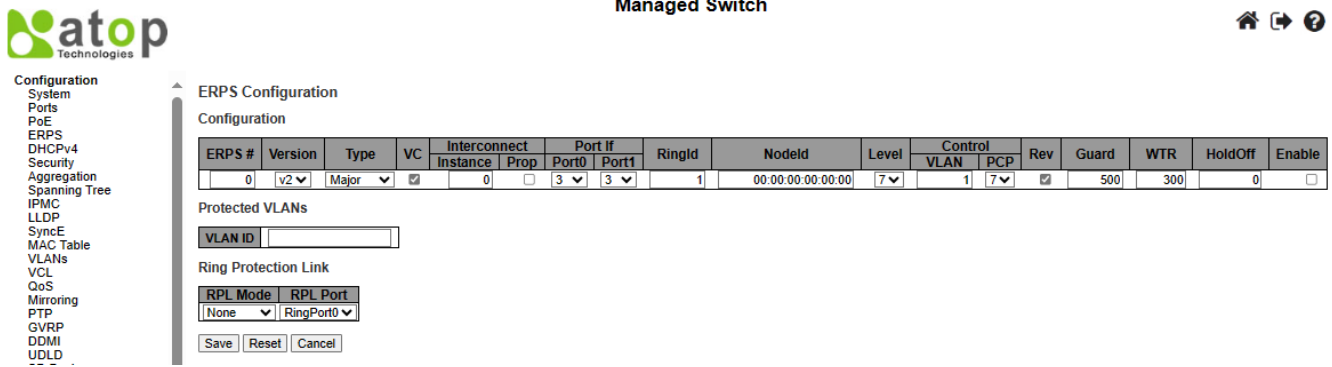 Managed Switch
atop
Technologies
Configuration
System
Ports
PoE
ERPS
DHCPv4
Security
Aggregation
Spanning Tree
IPMC
LLDP
SyncE
MAC Table
VLANs
VCL
QoS
Mirroring
PTP
GVRP
DDMI
UDLD
ERPS Configuration
Configuration
ERPS # Version Type VC Interconnect Port If RingId NodeId Level Control Rev Guard WTR HoldOff Enable
Instance Prop Port0 Port1 VLAN PCP
0 v2 Major 0 3 3 1 00:00:00:00:00:00 7 1 7 500 300 0
Protected VLANs
VLAN ID
Ring Protection Link
RPL Mode RPL Port
None RingPort0
Save Reset Cancel